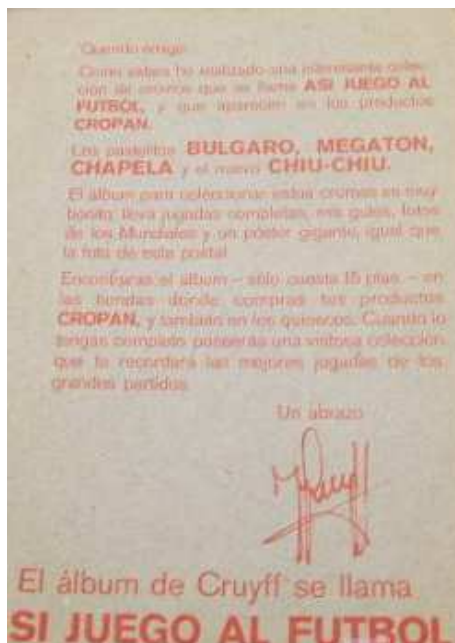 Querido amigo:
Como sabes he realizado una interesante colec-
ción de cromos que se llama ASI JUEGO AL
FUTBOL, y que aparecen en los productos
CROPAN.
Los pastelitos BULGARO, MEGATON,
CHAPELA y el nuevo CHIU-CHIU.
El álbum para coleccionar estos cromos es muy
bonito: lleva jugadas completas, mis goles, fotos
de los Mundiales y un póster gigante, igual que
la foto de esta postal.
Encontrarás el álbum – sólo cuesta 15 ptas. – en
las tiendas donde compras tus productos
CROPAN, y también en los quioscos. Cuando lo
tengas completo poseerás una valiosa colección
que te recordará las mejores jugadas de los
grandes partidos.
Un abrazo
Cruyff
El álbum de Cruyff se llama
SI JUEGO AL FUTBOL